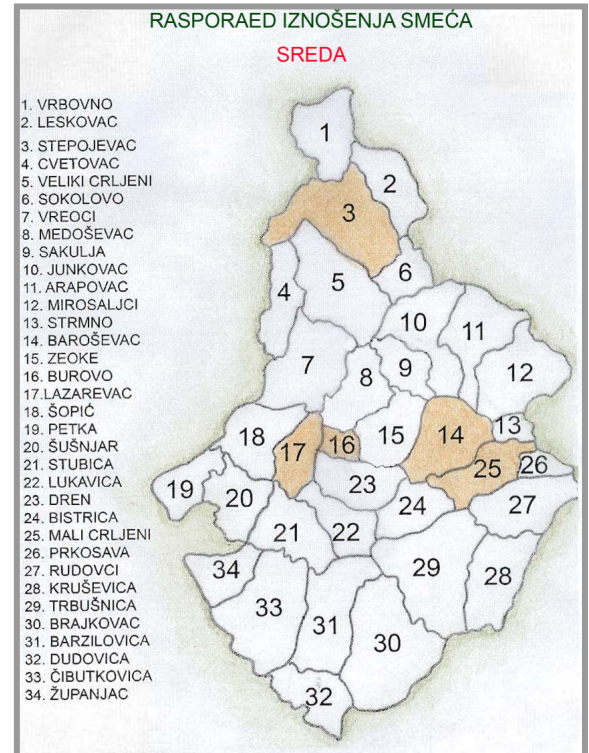 RASPORAED IZNOŠENJA SMEĆA
SREDA
1. VRBOVNO
2. LESKOVAC
3. STEPOJEVAC
4. CVETOVAC
5. VELIKI CRLJENI
6. SOKOLOVO
7. VREOCI
8. MEDOŠEVAC
9. SAKULJA
10. JUNKOVAC
11. ARAPOVAC
12. MIROSALJCI
13. STRMNO
14. BAROŠEVAC
15. ZEOKE
16. BUROVO
17.LAZAREVAC
18. ŠOPIĆ
19. PETKA
20. ŠUŠNJAR
21. STUBICA
22. LUKAVICA
23. DREN
24. BISTRICA
25. MALI CRLJENI
26. PRKOSAVA
27. RUDOVCI
28. KRUŠEVICA
29. TRBUŠNICA
30. BRAJKOVAC
31. BARZILOVICA
32. DUDOVICA
33. ČIBUTKOVICA
34. ŽUPANJAC
1
2
3
4
5
6
7
8
9
10
11
12
13
14
15
16
17
18
19
20
21
22
23
24
25
26
27
28
29
30
31
32
33
34